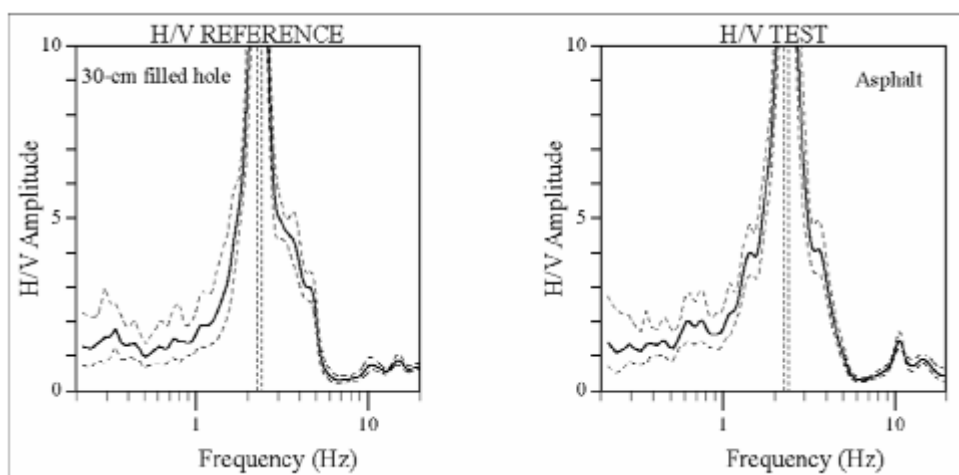 H/V REFERENCE
10
30-cm filled hole
5
0
H/V Amplitude
1
10
Frequency (Hz)
H/V TEST
10
Asphalt
5
0
H/V Amplitude
1
10
Frequency (Hz)